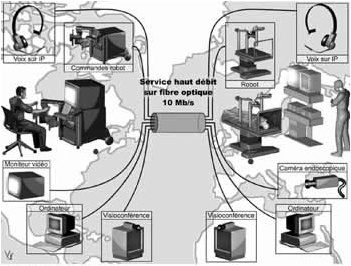 Voix sur IP
Commandes robot
Service haut débit
sur fibre optique
10 Mb/s
Robot
Voix sur IP
Moniteur vidéo
Caméra endoscopique
Ordinateur
Visioconférence
Visioconférence
Ordinateur